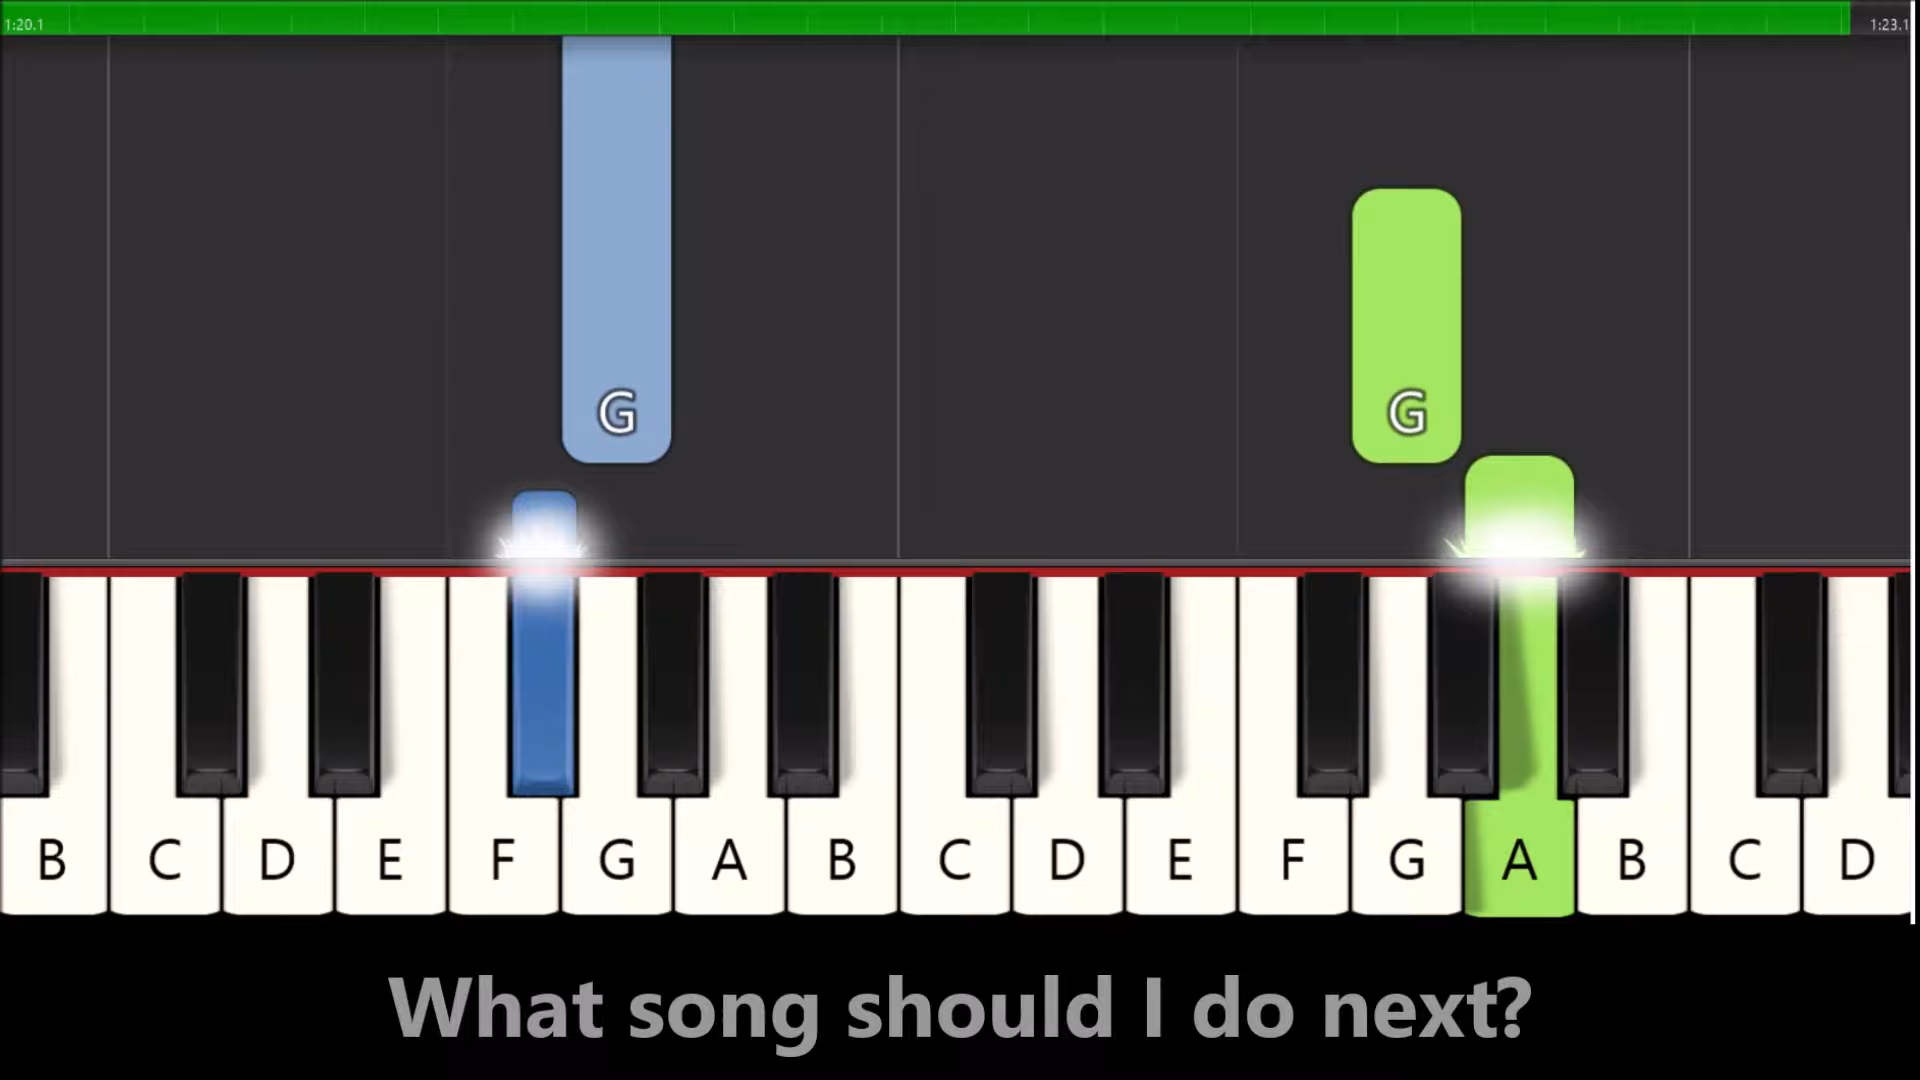 1:20.1 1:23.1
G G
B C D E F G A B C D E F G A B C D
What song should I do next?